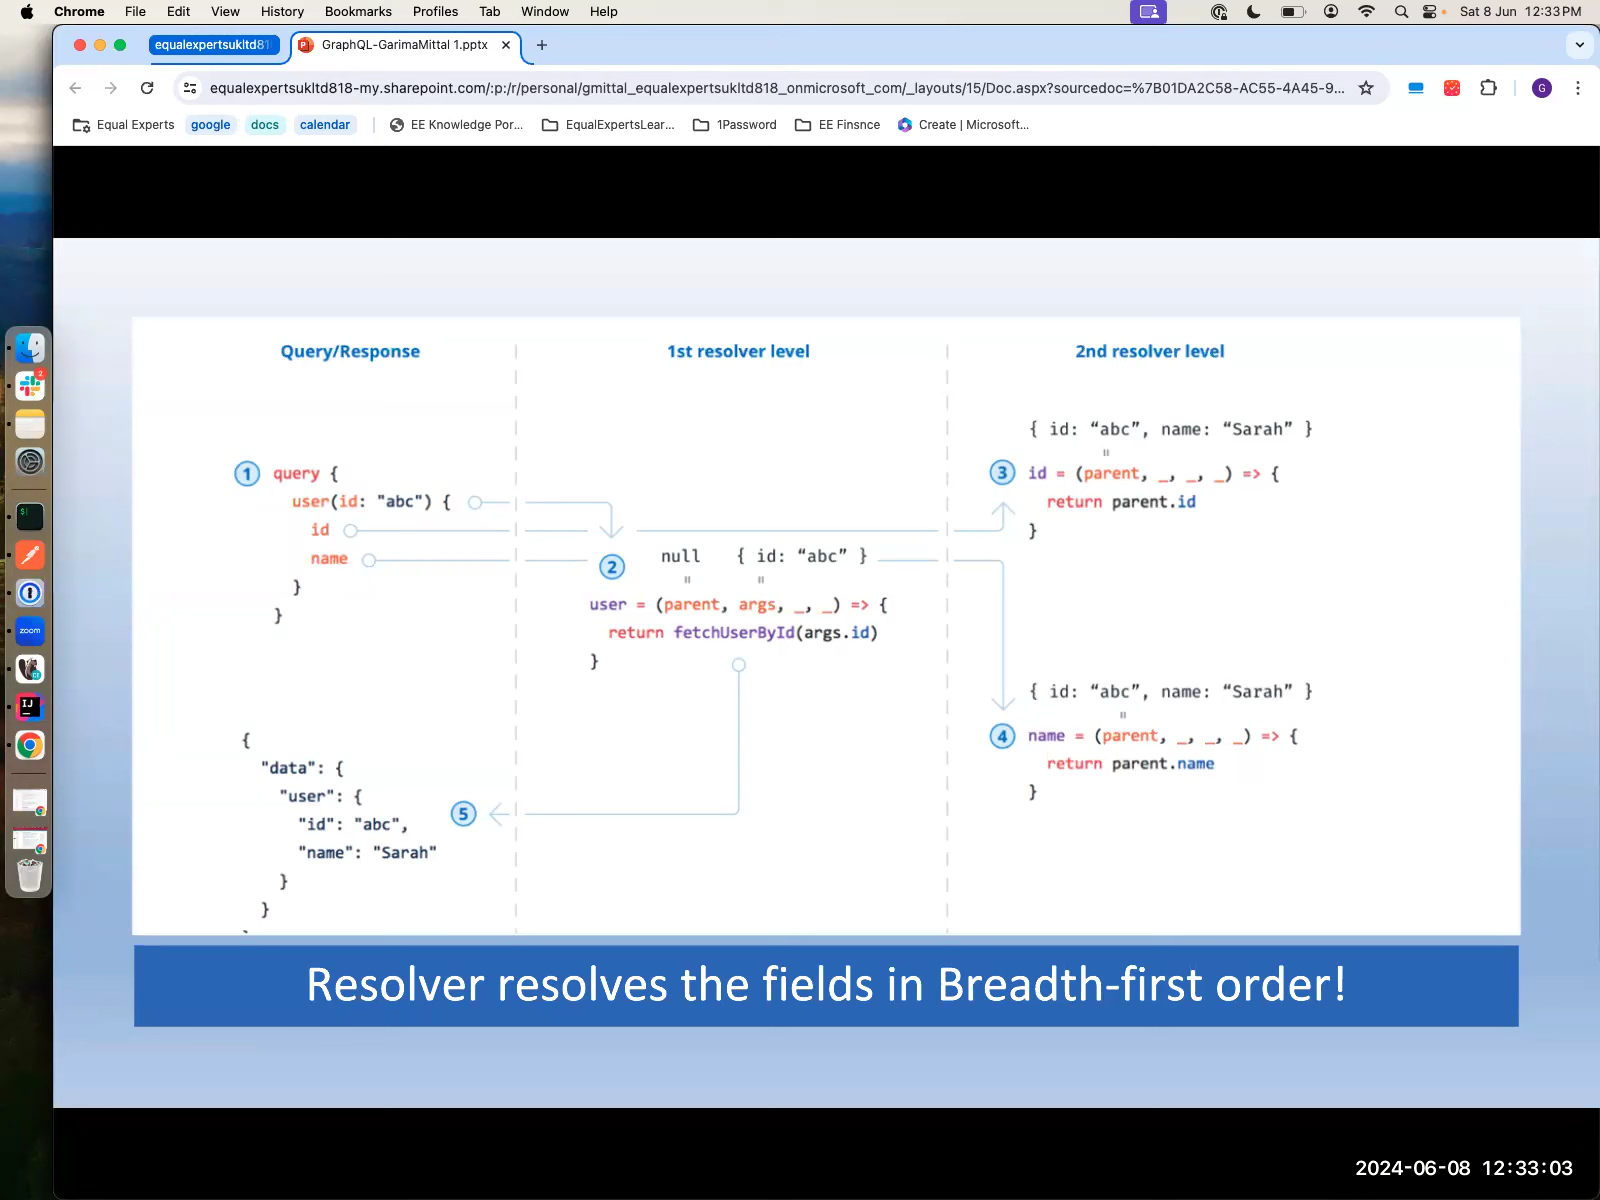 Chrome File Edit View History Bookmarks Profiles Tab Window Help Sat 8 Jun 12:33 PM
equalexpertsukltd818 GraphQL-GarimaMittal 1.pptx
equalexpertsukltd818-my.sharepoint.com/:p:/r/personal/gmittal_equalexpertsukltd818_onmicrosoft_com/_layouts/15/Doc.aspx?sourcedoc=%7B01DA2C58-AC55-4A45-9... G
Equal Experts google docs calendar EE Knowledge Por... EqualExpertsLear... 1Password EE Finsnce Create | Microsoft...
Query/Response
1
query {
user(id: "abc") {
id
name
}
}
{
"data": {
"user": {
"id": "abc",
"name": "Sarah"
}
}
5
1st resolver level
2
null { id: “abc” }
=  =
user = (parent, args, _, _) => {
return fetchUserById(args.id)
}
2nd resolver level
{ id: “abc”, name: “Sarah” }
=
3
id = (parent, _, _, _) => {
return parent.id
}
{ id: “abc”, name: “Sarah” }
=
4
name = (parent, _, _, _) => {
return parent.name
}
Resolver resolves the fields in Breadth-first order!
2
zoom
IJ
2024-06-08 12:33:03